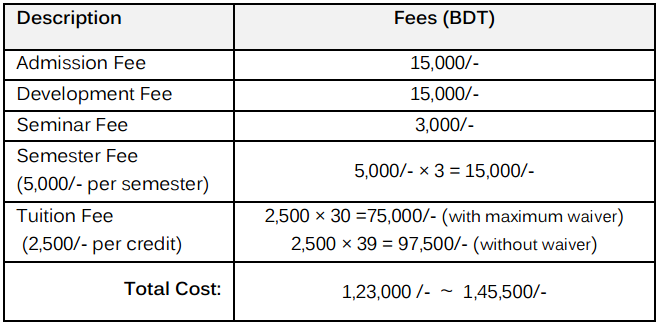 Description Fees (BDT)
Admission Fee 15,000/-
Development Fee 15,000/-
Seminar Fee 3,000/-
Semester Fee
(5,000/- per semester) 5,000/- × 3 = 15,000/-
Tuition Fee 2,500 × 30 =75,000/- (with maximum waiver)
(2,500/- per credit) 2,500 × 39 = 97,500/- (without waiver)
Total Cost: 1,23,000 /- ~ 1,45,500/-